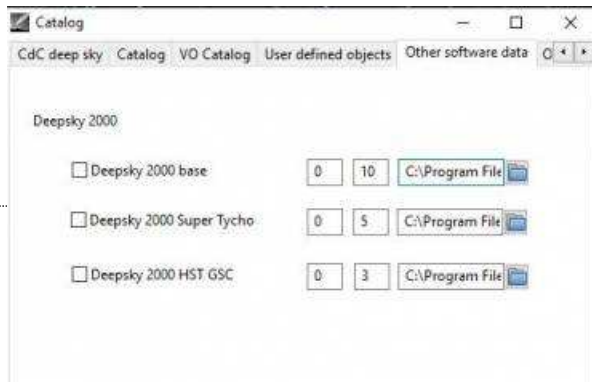 Catalog
CdC deep sky Catalog VO Catalog User defined objects Other software data O
Deepsky 2000
Deepsky 2000 base 0 10 C:\Program File
Deepsky 2000 Super Tycho 0 5 C:\Program File
Deepsky 2000 HST GSC 0 3 C:\Program File